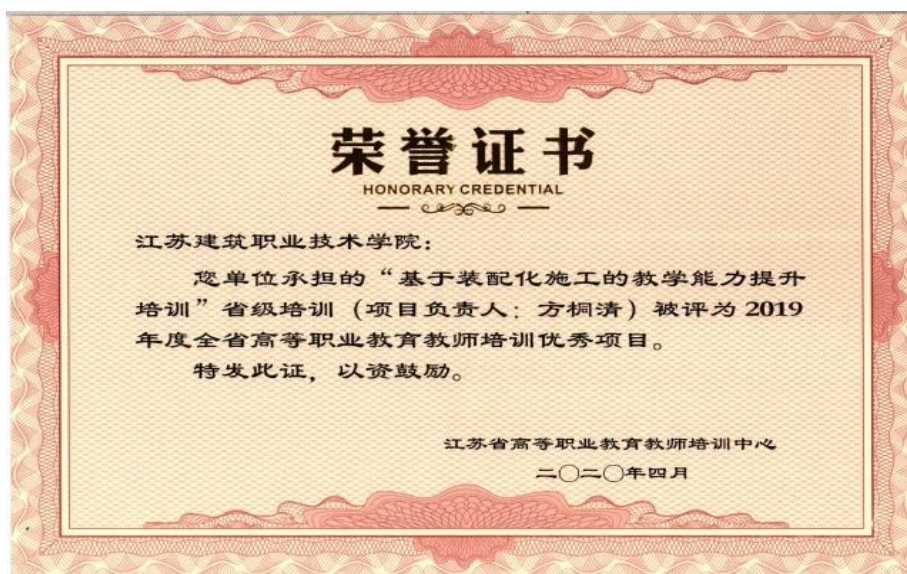 荣誉证书
HONORARY CREDENTIAL
江苏建筑职业技术学院：
您单位承担的“基于装配化施工的教学能力提升
培训”省级培训（项目负责人：方桐清）被评为2019
年度全省高等职业教育教师培训优秀项目。
特发此证，以资鼓励。
江苏省高等职业教育教师培训中心
二〇二〇年四月